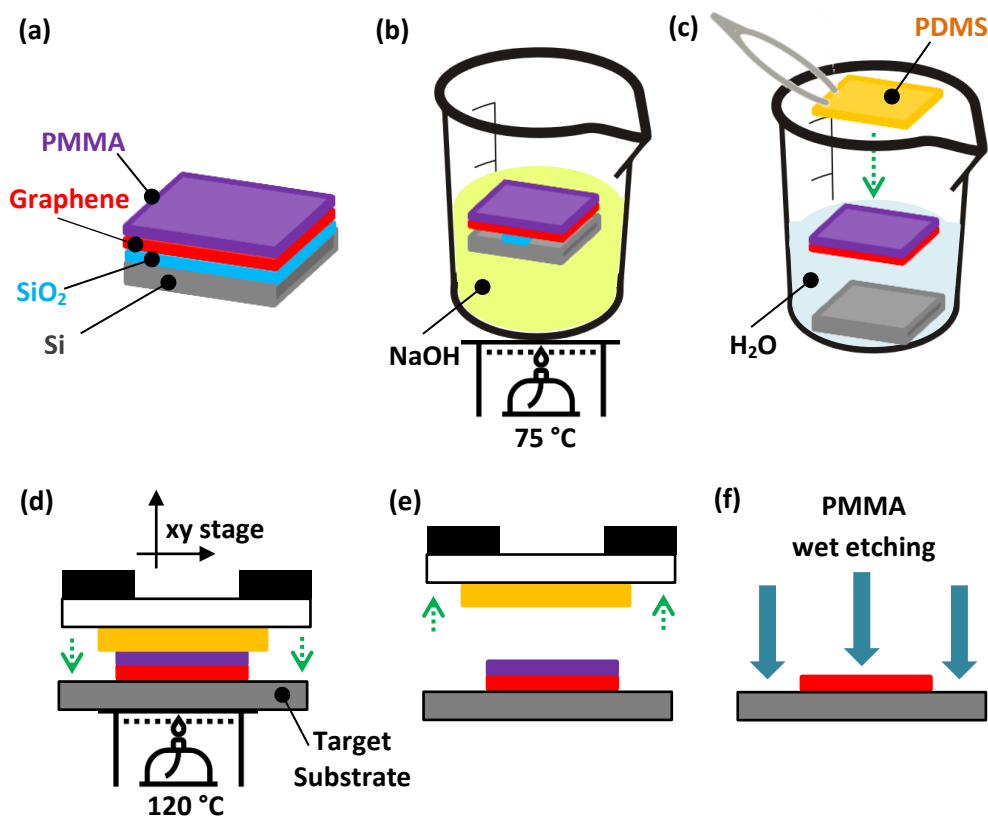 (a)
PMMA
Graphene
SiO₂
Si
(b)
NaOH
75 °C
(c)
PDMS
H₂O
(d)
xy stage
Target
Substrate
120 °C
(e)
(f)
PMMA
wet etching